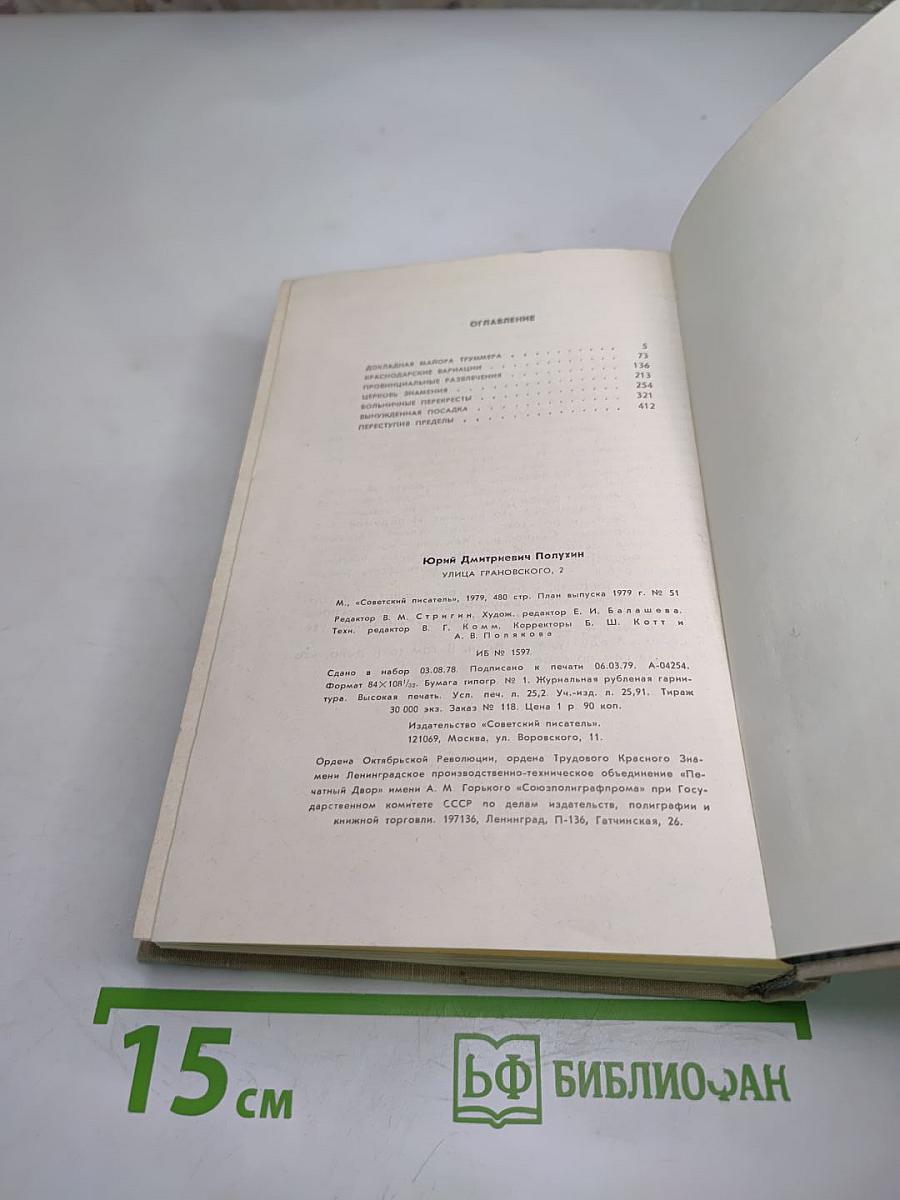 ОГЛАВЛЕНИЕ
ДОКЛАДНАЯ МАЙОРА ТРУММЕРА . . . . . . . . . 5
КРАСНОДАРСКИЕ ВАРИАЦИИ . . . . . . . . . . 73
ПРОВИНЦИАЛЬНЫЕ РАЗВЛЕЧЕНИЯ . . . . . . . . . 136
ЦЕРКОВЬ ЗНАМЕНИЯ . . . . . . . . . . . . 213
БОЛЬНИЧНЫЕ ПЕРЕКРЕСТЫ . . . . . . . . . . . 254
ВЫНУЖДЕННАЯ ПОСАДКА . . . . . . . . . . . 321
ПЕРЕСТУПИВ ПРЕДЕЛЫ . . . . . . . . . . . . 412
Юрий Дмитриевич Полухин
УЛИЦА ГРАНОВСКОГО, 2
М., «Советский писатель», 1979, 480 стр. План выпуска 1979 г. № 51
Редактор В. М. Стригин. Худож. редактор Е. И. Балашева.
Техн. редактор В. Г. Комм. Корректоры Б. Ш. Котт и
А. В. Полякова
ИБ № 1597.
Сдано в набор 03.08.78. Подписано к печати 06.03.79. А-04254.
Формат 84×108¹/₃₂. Бумага типогр. № 1. Журнальная рубленая гарни-
тура. Высокая печать. Усл. печ. л. 25,2. Уч.-изд. л. 25,91. Тираж
30 000 экз. Заказ № 118. Цена 1 р. 90 коп.
Издательство «Советский писатель».
121069, Москва, ул. Воровского, 11.
Ордена Октябрьской Революции, ордена Трудового Красного Зна-
мени Ленинградское производственно-техническое объединение «Пе-
чатный Двор» имени А. М. Горького «Союзполиграфпрома» при Госу-
дарственном комитете СССР по делам издательств, полиграфии и
книжной торговли. 197136, Ленинград, П-136, Гатчинская, 26.
15 см
БФ БИБЛИОФАН